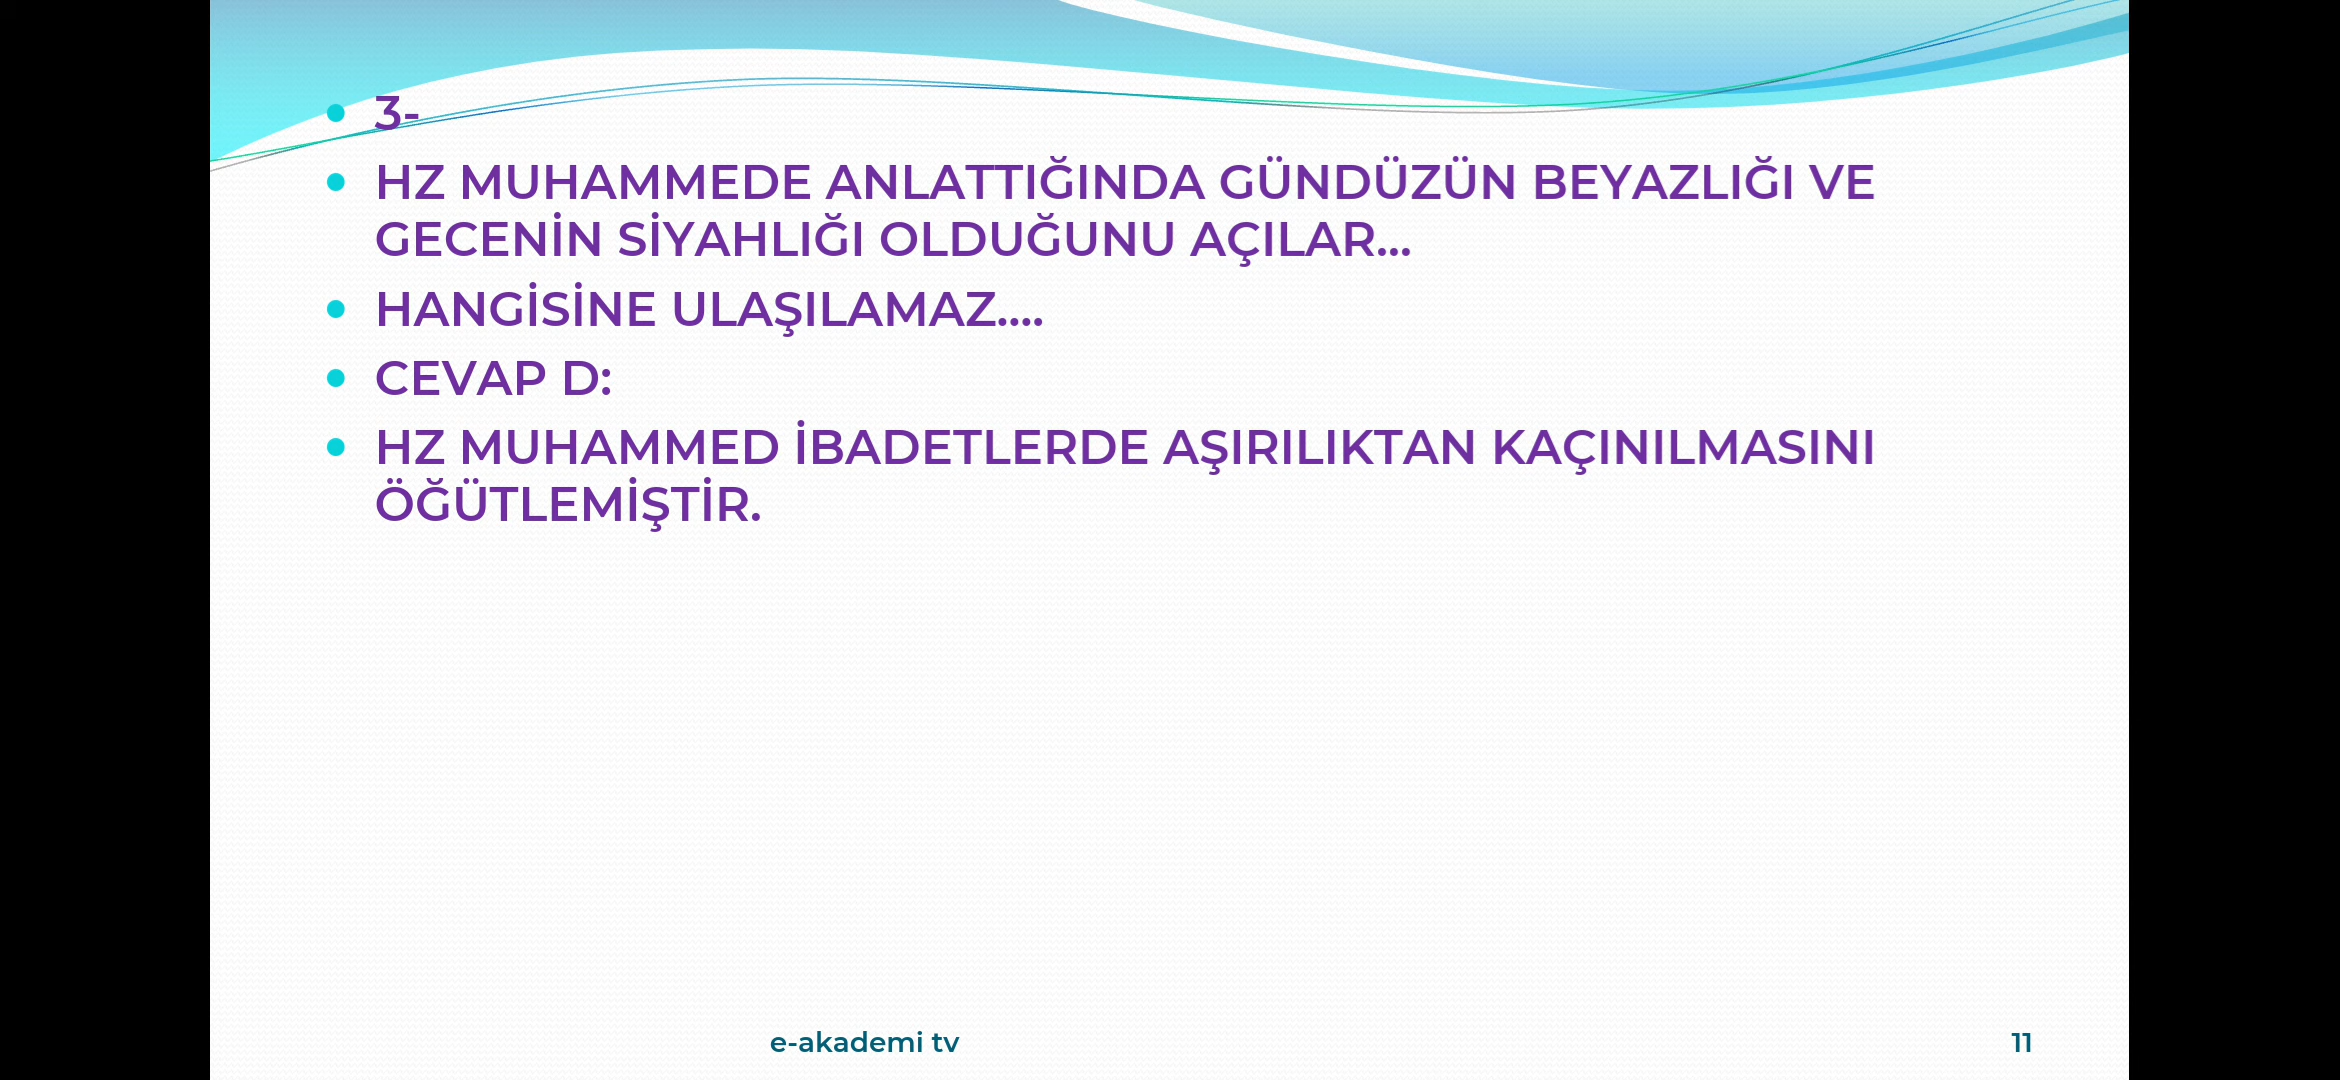 3-
HZ MUHAMMEDE ANLATTIĞINDA GÜNDÜZÜN BEYAZLIĞI VE
GECENİN SİYAHLIĞI OLDUĞUNU AÇILAR...
HANGİSİNE ULAŞILAMAZ....
CEVAP D:
HZ MUHAMMED İBADETLERDE AŞIRILIKTAN KAÇINILMASINI
ÖĞÜTLEMİŞTİR.
e-akademi tv
11